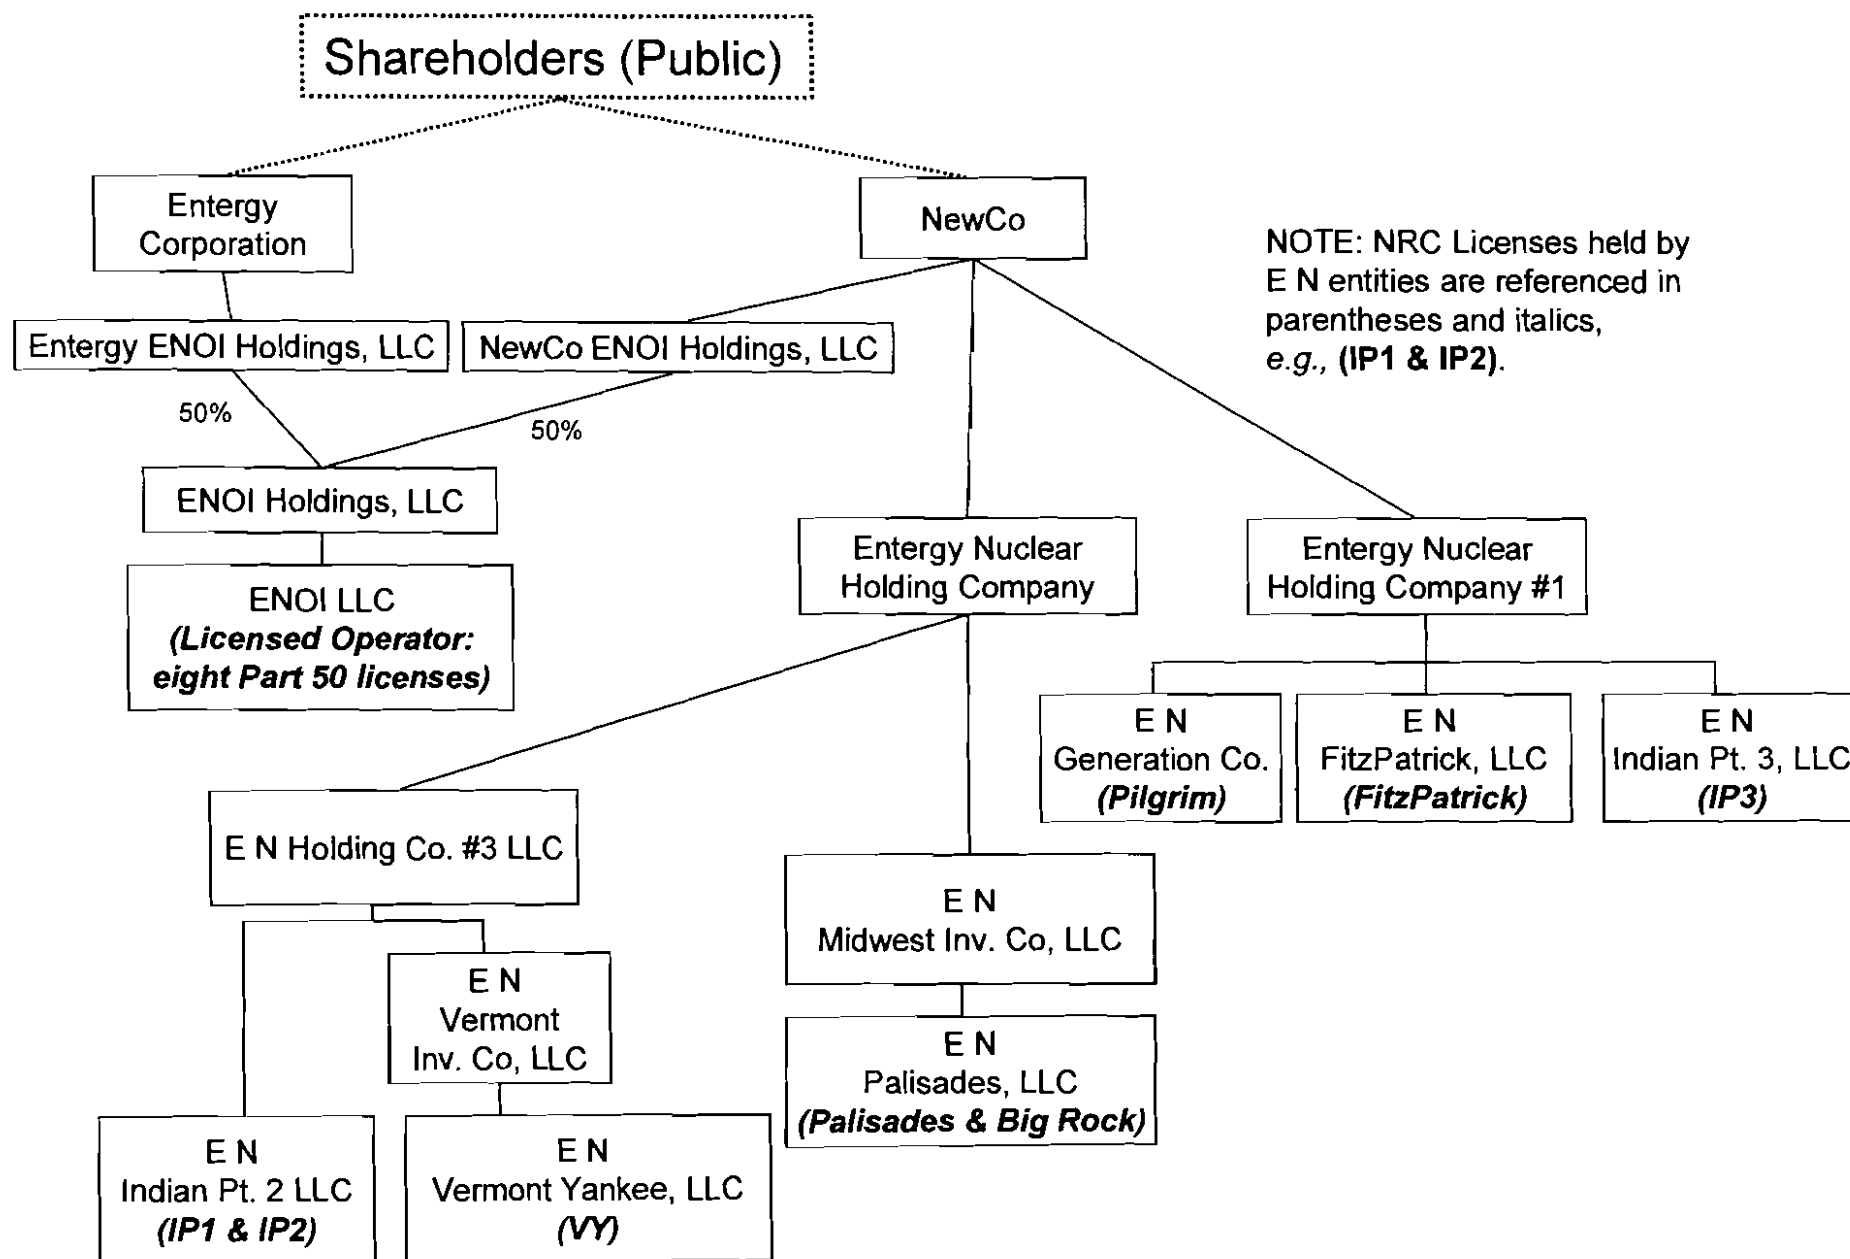 Shareholders (Public)
Entergy
Corporation
NewCo
NOTE: NRC Licenses held by
E N entities are referenced in
parentheses and italics,
e.g., (IP1 & IP2).
Entergy ENOI Holdings, LLC
NewCo ENOI Holdings, LLC
50%
50%
ENOI Holdings, LLC
ENOI LLC
(Licensed Operator:
eight Part 50 licenses)
Entergy Nuclear
Holding Company
Entergy Nuclear
Holding Company #1
E N
Generation Co.
(Pilgrim)
E N
FitzPatrick, LLC
(FitzPatrick)
E N
Indian Pt. 3, LLC
(IP3)
E N Holding Co. #3 LLC
E N
Midwest Inv. Co, LLC
E N
Vermont
Inv. Co, LLC
E N
Palisades, LLC
(Palisades & Big Rock)
E N
Indian Pt. 2 LLC
(IP1 & IP2)
E N
Vermont Yankee, LLC
(VY)